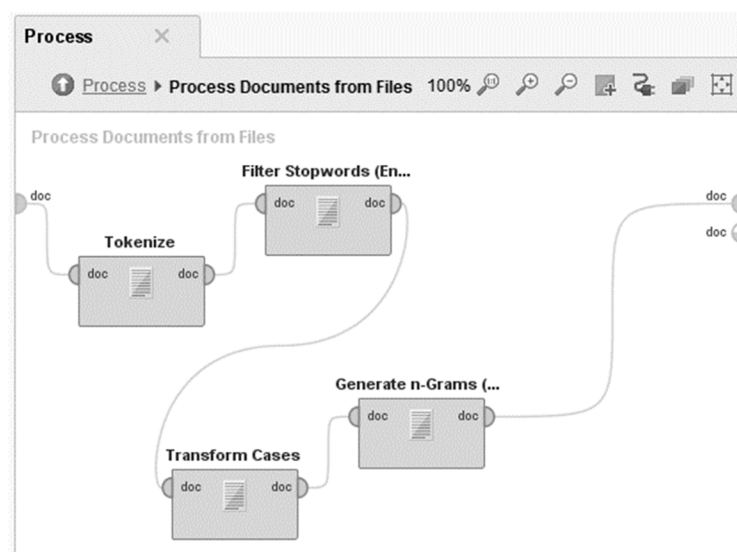 Process
Process Process Documents from Files 100%
Process Documents from Files
Filter Stopwords (En...
doc
doc doc
doc
doc
Tokenize
doc doc
Generate n-Grams (...
doc doc
Transform Cases
doc doc